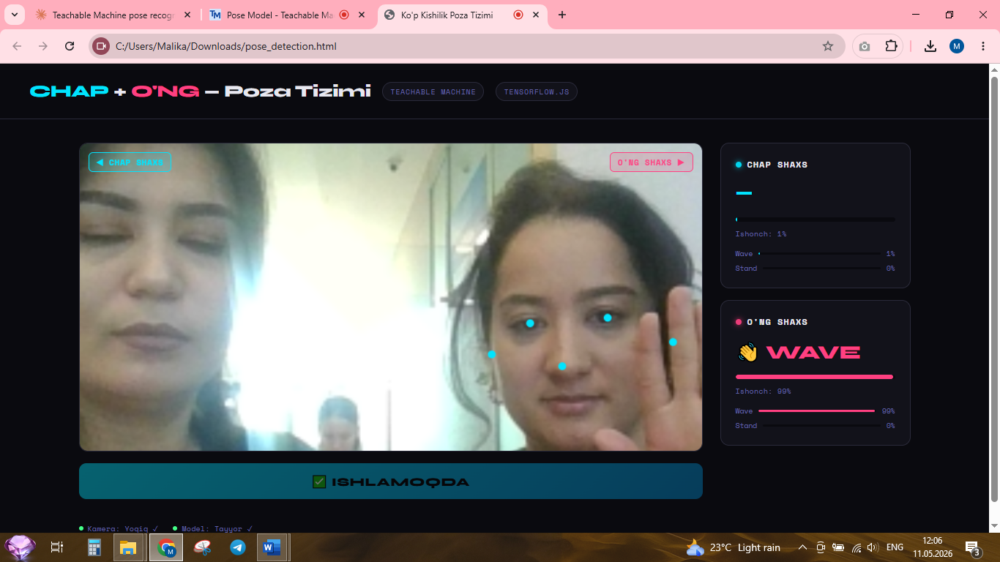 Teachable Machine pose recogn
Pose Model - Teachable Ma
Ko'p Kishilik Poza Tizimi
C:/Users/Malika/Downloads/pose_detection.html
M
CHAP + O'NG — Poza Tizimi
TEACHABLE MACHINE
TENSORFLOW.JS
◀ CHAP SHAXS
O'NG SHAXS ▶
CHAP SHAXS
—
Ishonch: 1%
Wave 1%
Stand 0%
O'NG SHAXS
👋 WAVE
Ishonch: 99%
Wave 99%
Stand 0%
✅ ISHLAMOQDA
Kamera: Yoqiq ✓
Model: Tayyor ✓
23°C Light rain
ENG
12:06
11.05.2026
3